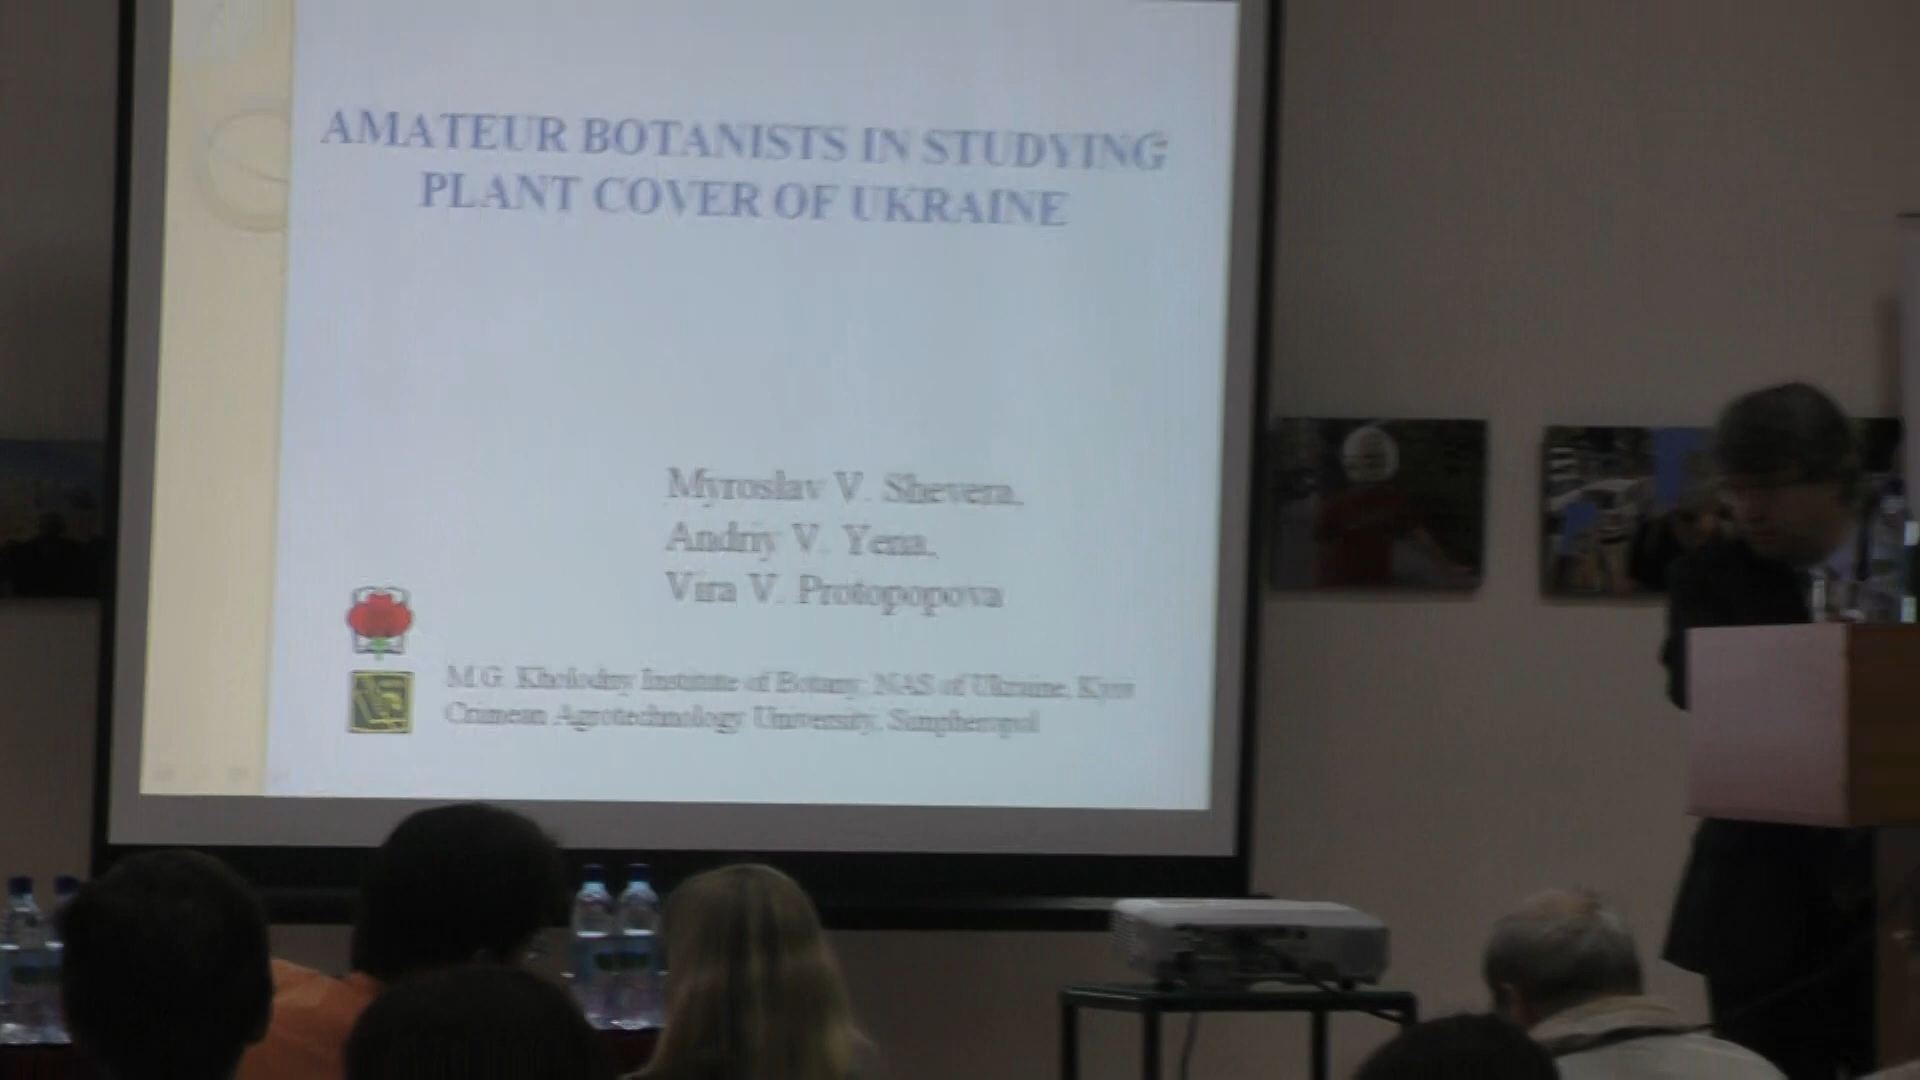 AMATEUR BOTANISTS IN STUDYING
PLANT COVER OF UKRAINE
Myroslav V. Shevera,
Andriy V. Yena,
Vira V. Protopopova
M.G. Kholodny Institute of Botany, NAS of Ukraine, Kyiv
Crimean Agrotechnology University, Simpheropol